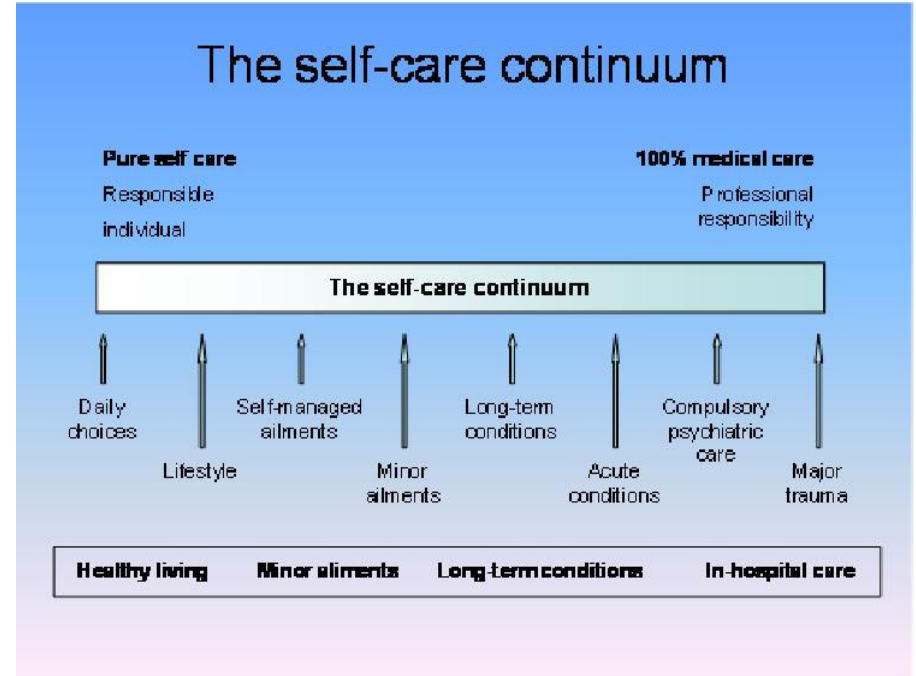 The self-care continuum
Pure self care
Responsible
individual
100% medical care
Professional
responsibility
The self-care continuum
Daily
choices
Lifestyle
Self-managed
ailments
Minor
ailments
Long-term
conditions
Acute
conditions
Compulsory
psychiatric
care
Major
trauma
Healthy living Minor aliments Long-term conditions In-hospital care